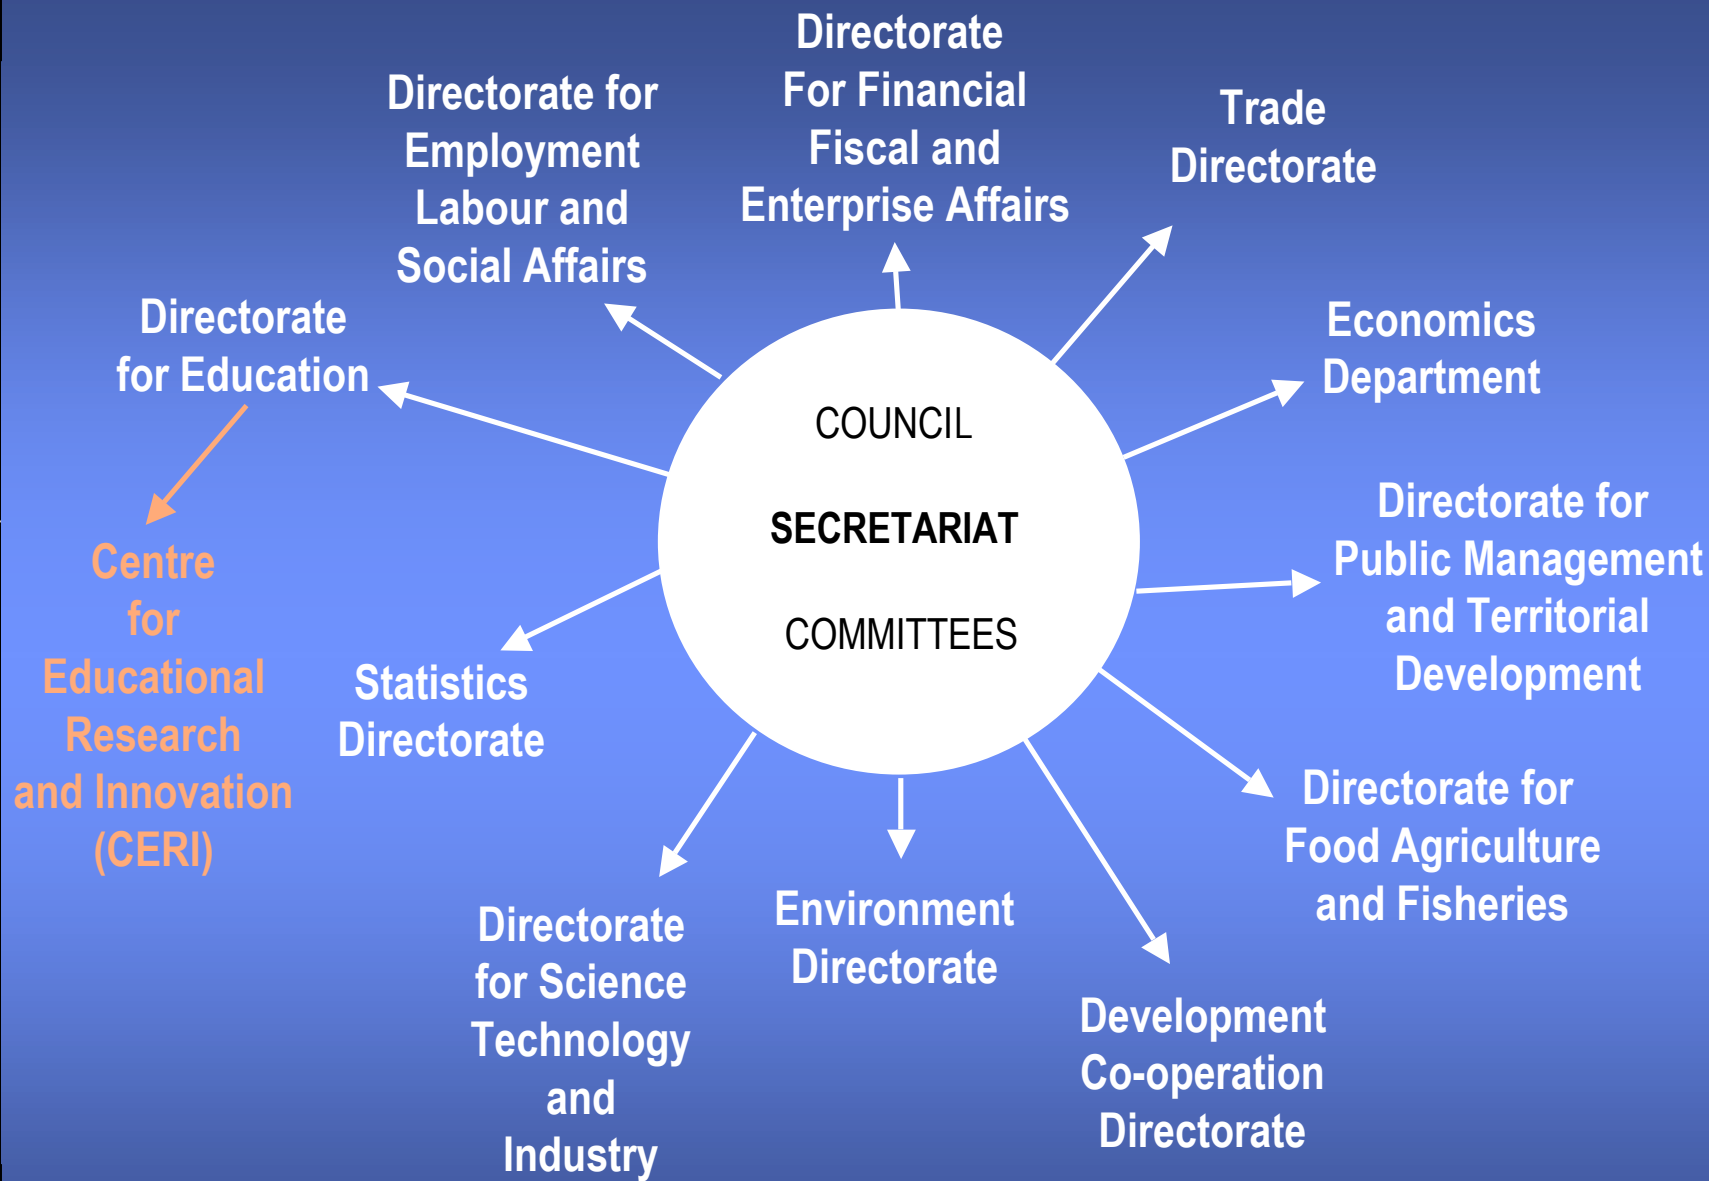 Directorate
For Financial
Fiscal and
Enterprise Affairs
Directorate for
Employment
Labour and
Social Affairs
Trade
Directorate
Directorate
for Education
Economics
Department
COUNCIL
SECRETARIAT
COMMITTEES
Directorate for
Public Management
and Territorial
Development
Centre
for
Educational
Research
and Innovation
(CERI)
Statistics
Directorate
Directorate for
Food Agriculture
and Fisheries
Directorate
for Science
Technology
and
Industry
Environment
Directorate
Development
Co-operation
Directorate